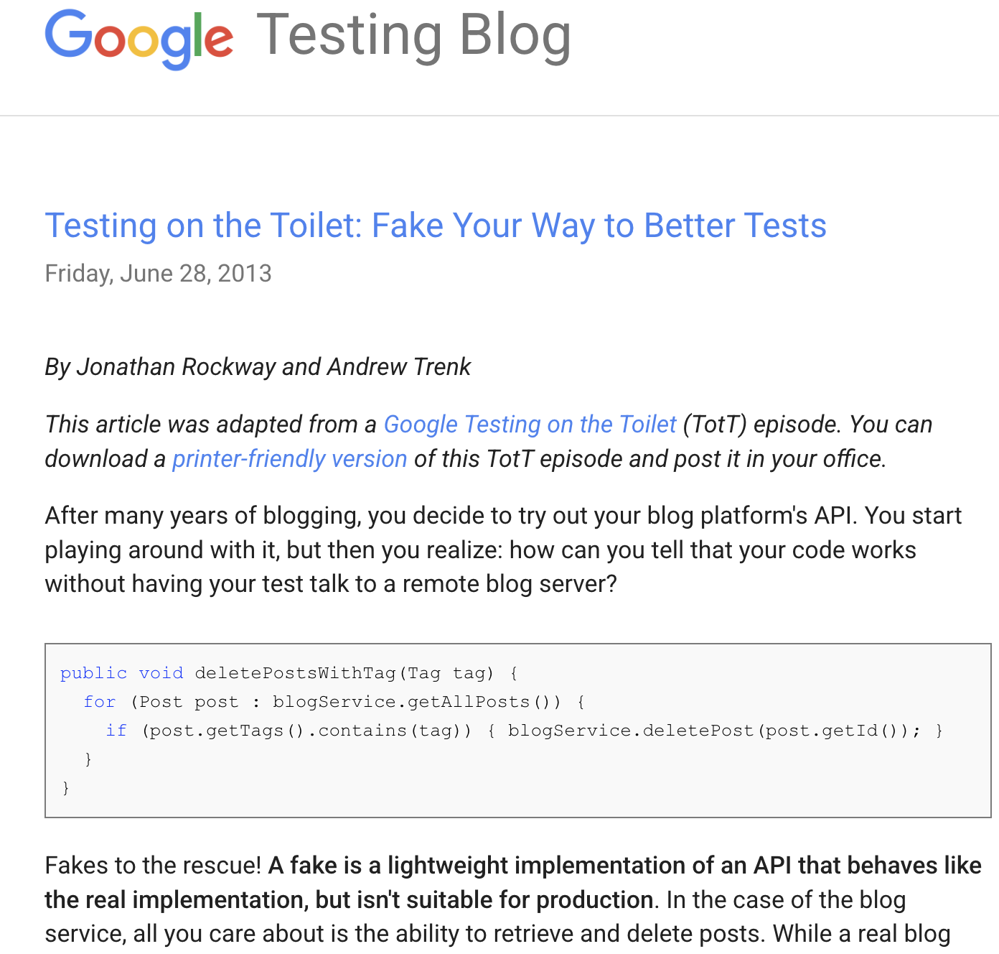 Google Testing Blog
Testing on the Toilet: Fake Your Way to Better Tests
Friday, June 28, 2013
By Jonathan Rockway and Andrew Trenk
This article was adapted from a Google Testing on the Toilet (TotT) episode. You can
download a printer-friendly version of this TotT episode and post it in your office.
After many years of blogging, you decide to try out your blog platform's API. You start
playing around with it, but then you realize: how can you tell that your code works
without having your test talk to a remote blog server?
public void deletePostsWithTag(Tag tag) {
  for (Post post : blogService.getAllPosts()) {
    if (post.getTags().contains(tag)) { blogService.deletePost(post.getId()); }
  }
}
Fakes to the rescue! A fake is a lightweight implementation of an API that behaves like
the real implementation, but isn't suitable for production. In the case of the blog
service, all you care about is the ability to retrieve and delete posts. While a real blog